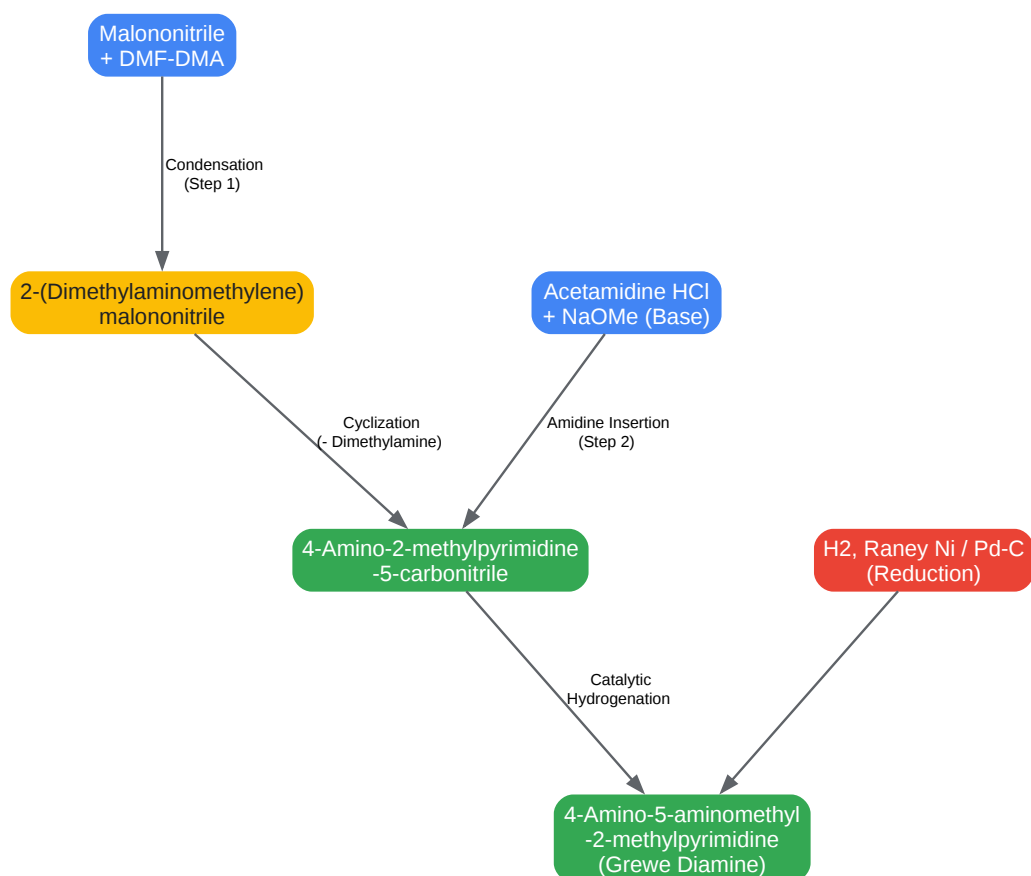 Malononitrile
+ DMF-DMA
Condensation
(Step 1)
2-(Dimethylaminomethylene)
malononitrile
Acetamidine HCl
+ NaOMe (Base)
Cyclization
(- Dimethylamine)
Amidine Insertion
(Step 2)
4-Amino-2-methylpyrimidine
-5-carbonitrile
H2, Raney Ni / Pd-C
(Reduction)
Catalytic
Hydrogenation
4-Amino-5-aminomethyl
-2-methylpyrimidine
(Grewe Diamine)